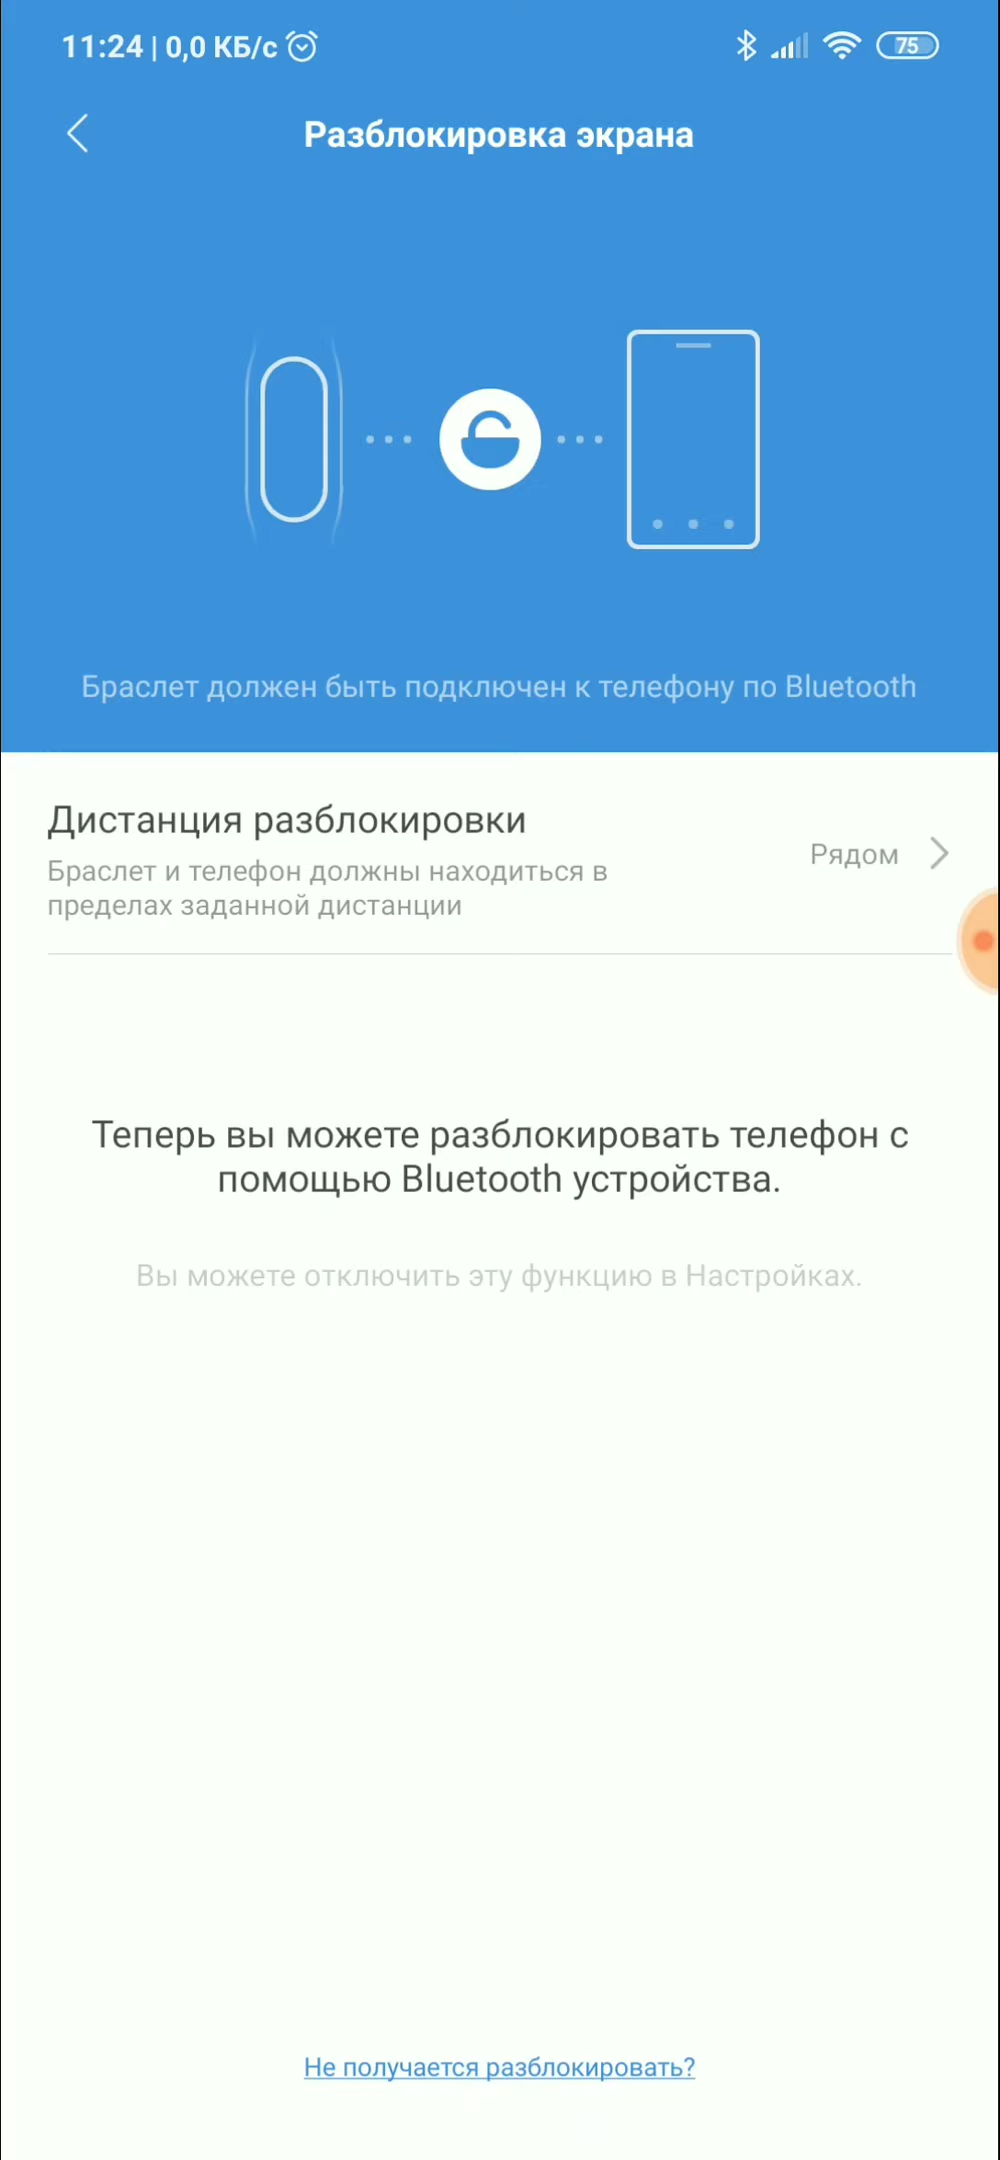 11:24 | 0,0 КБ/с
75
Разблокировка экрана
Браслет должен быть подключен к телефону по Bluetooth
Дистанция разблокировки
Браслет и телефон должны находиться в
пределах заданной дистанции
Рядом
Теперь вы можете разблокировать телефон с
помощью Bluetooth устройства.
Вы можете отключить эту функцию в Настройках.
Не получается разблокировать?